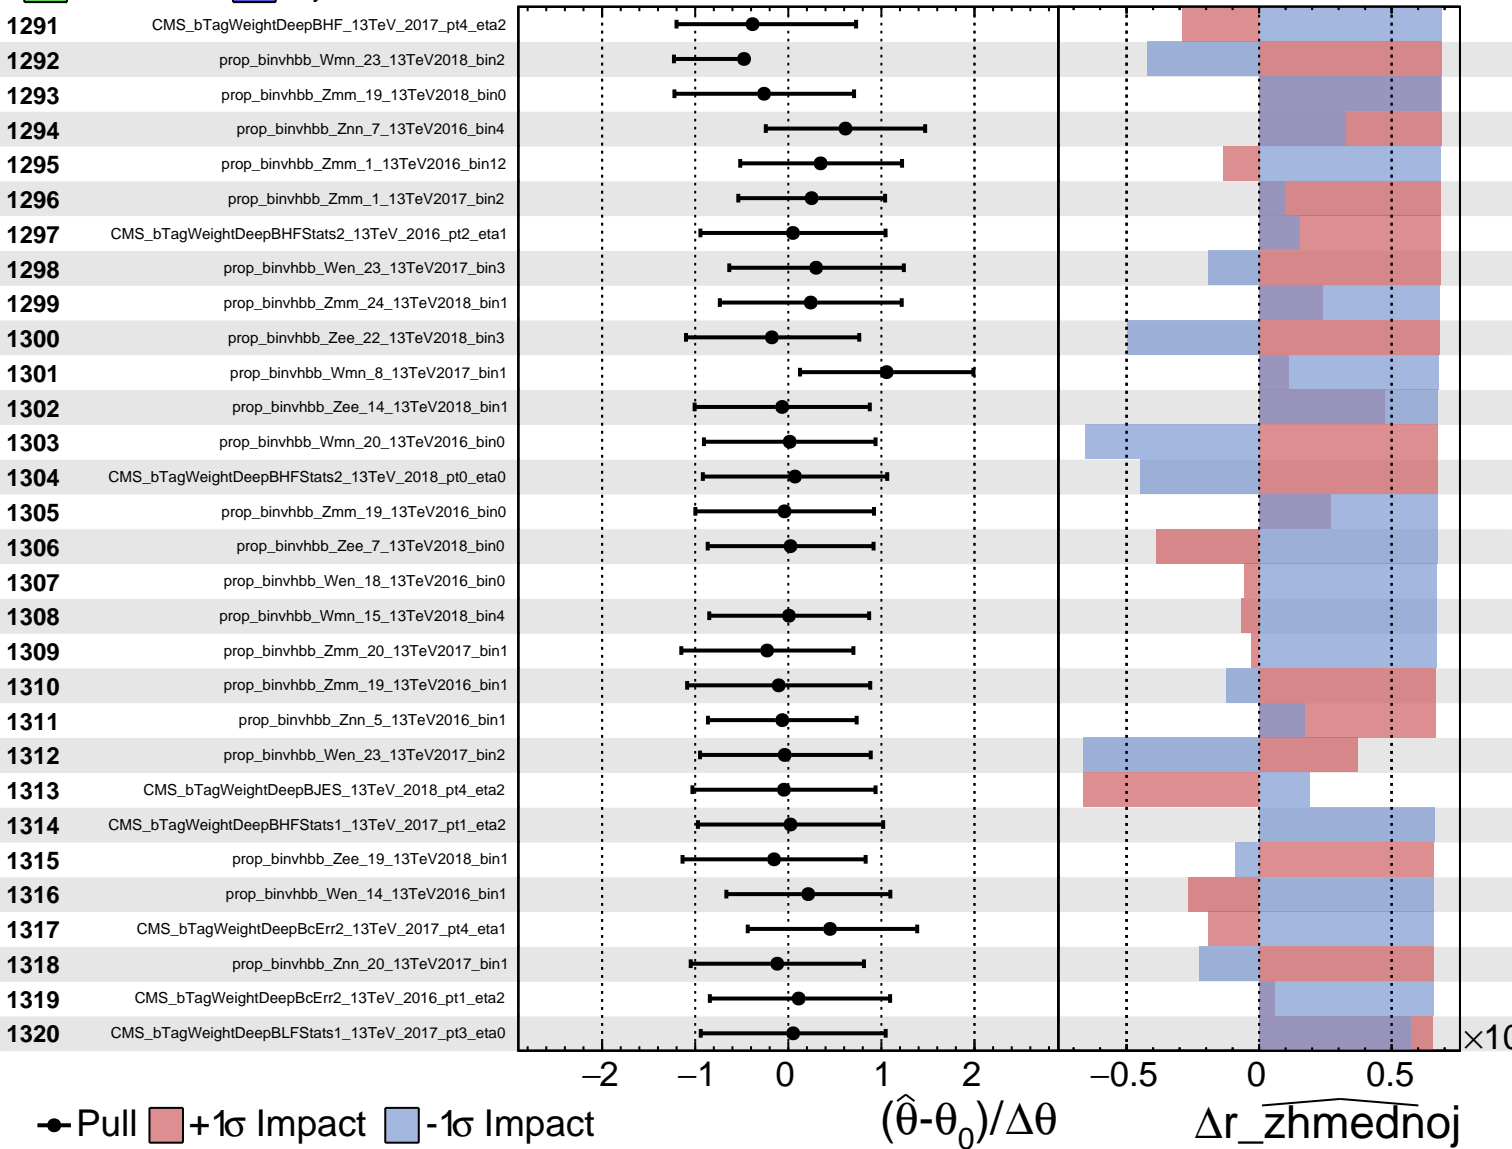 1291 CMS_bTagWeightDeepBHF_13TeV_2017_pt4_eta2
1292 prop_binvhbb_Wmn_23_13TeV2018_bin2
1293 prop_binvhbb_Zmm_19_13TeV2018_bin0
1294 prop_binvhbb_Znn_7_13TeV2016_bin4
1295 prop_binvhbb_Zmm_1_13TeV2016_bin12
1296 prop_binvhbb_Zmm_1_13TeV2017_bin2
1297 CMS_bTagWeightDeepBHFStats2_13TeV_2016_pt2_eta1
1298 prop_binvhbb_Wen_23_13TeV2017_bin3
1299 prop_binvhbb_Zmm_24_13TeV2018_bin1
1300 prop_binvhbb_Zee_22_13TeV2018_bin3
1301 prop_binvhbb_Wmn_8_13TeV2017_bin1
1302 prop_binvhbb_Zee_14_13TeV2018_bin1
1303 prop_binvhbb_Wmn_20_13TeV2016_bin0
1304 CMS_bTagWeightDeepBHFStats2_13TeV_2018_pt0_eta0
1305 prop_binvhbb_Zmm_19_13TeV2016_bin0
1306 prop_binvhbb_Zee_7_13TeV2018_bin0
1307 prop_binvhbb_Wen_18_13TeV2016_bin0
1308 prop_binvhbb_Wmn_15_13TeV2018_bin4
1309 prop_binvhbb_Zmm_20_13TeV2017_bin1
1310 prop_binvhbb_Zmm_19_13TeV2016_bin1
1311 prop_binvhbb_Znn_5_13TeV2016_bin1
1312 prop_binvhbb_Wen_23_13TeV2017_bin2
1313 CMS_bTagWeightDeepBJES_13TeV_2018_pt4_eta2
1314 CMS_bTagWeightDeepBHFStats1_13TeV_2017_pt1_eta2
1315 prop_binvhbb_Zee_19_13TeV2018_bin1
1316 prop_binvhbb_Wen_14_13TeV2016_bin1
1317 CMS_bTagWeightDeepBcErr2_13TeV_2017_pt4_eta1
1318 prop_binvhbb_Znn_20_13TeV2017_bin1
1319 CMS_bTagWeightDeepBcErr2_13TeV_2016_pt1_eta2
1320 CMS_bTagWeightDeepBLFStats1_13TeV_2017_pt3_eta0
×10
−2 −1 0 1 2 −0.5 0 0.5
Pull +1σ Impact -1σ Impact (θ̂-θ₀)/Δθ Δr_zhmednoj